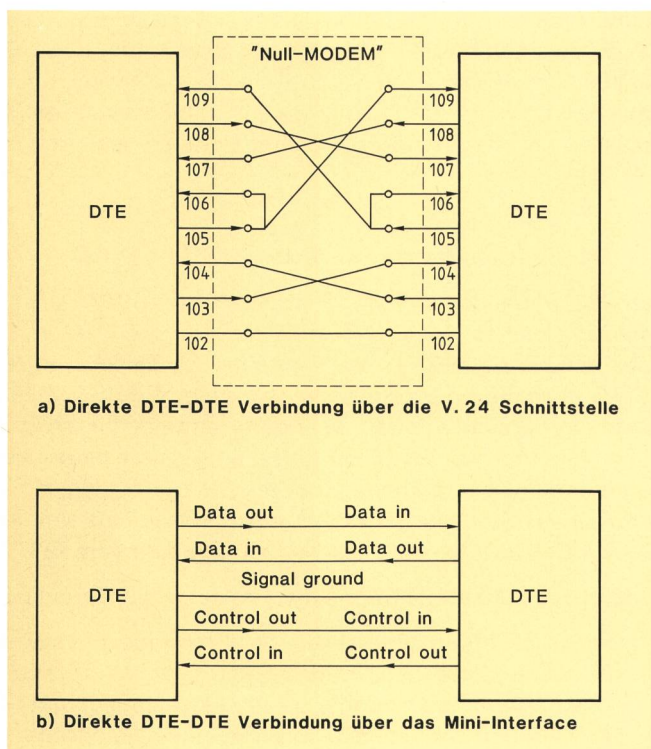 "Null-MODEM"
109 109
108 108
107 107
106 106
DTE DTE
105 105
104 104
103 103
102 102
a) Direkte DTE-DTE Verbindung über die V. 24 Schnittstelle
Data out Data in
Data in Data out
Signal ground
DTE DTE
Control out Control in
Control in Control out
b) Direkte DTE-DTE Verbindung über das Mini-Interface